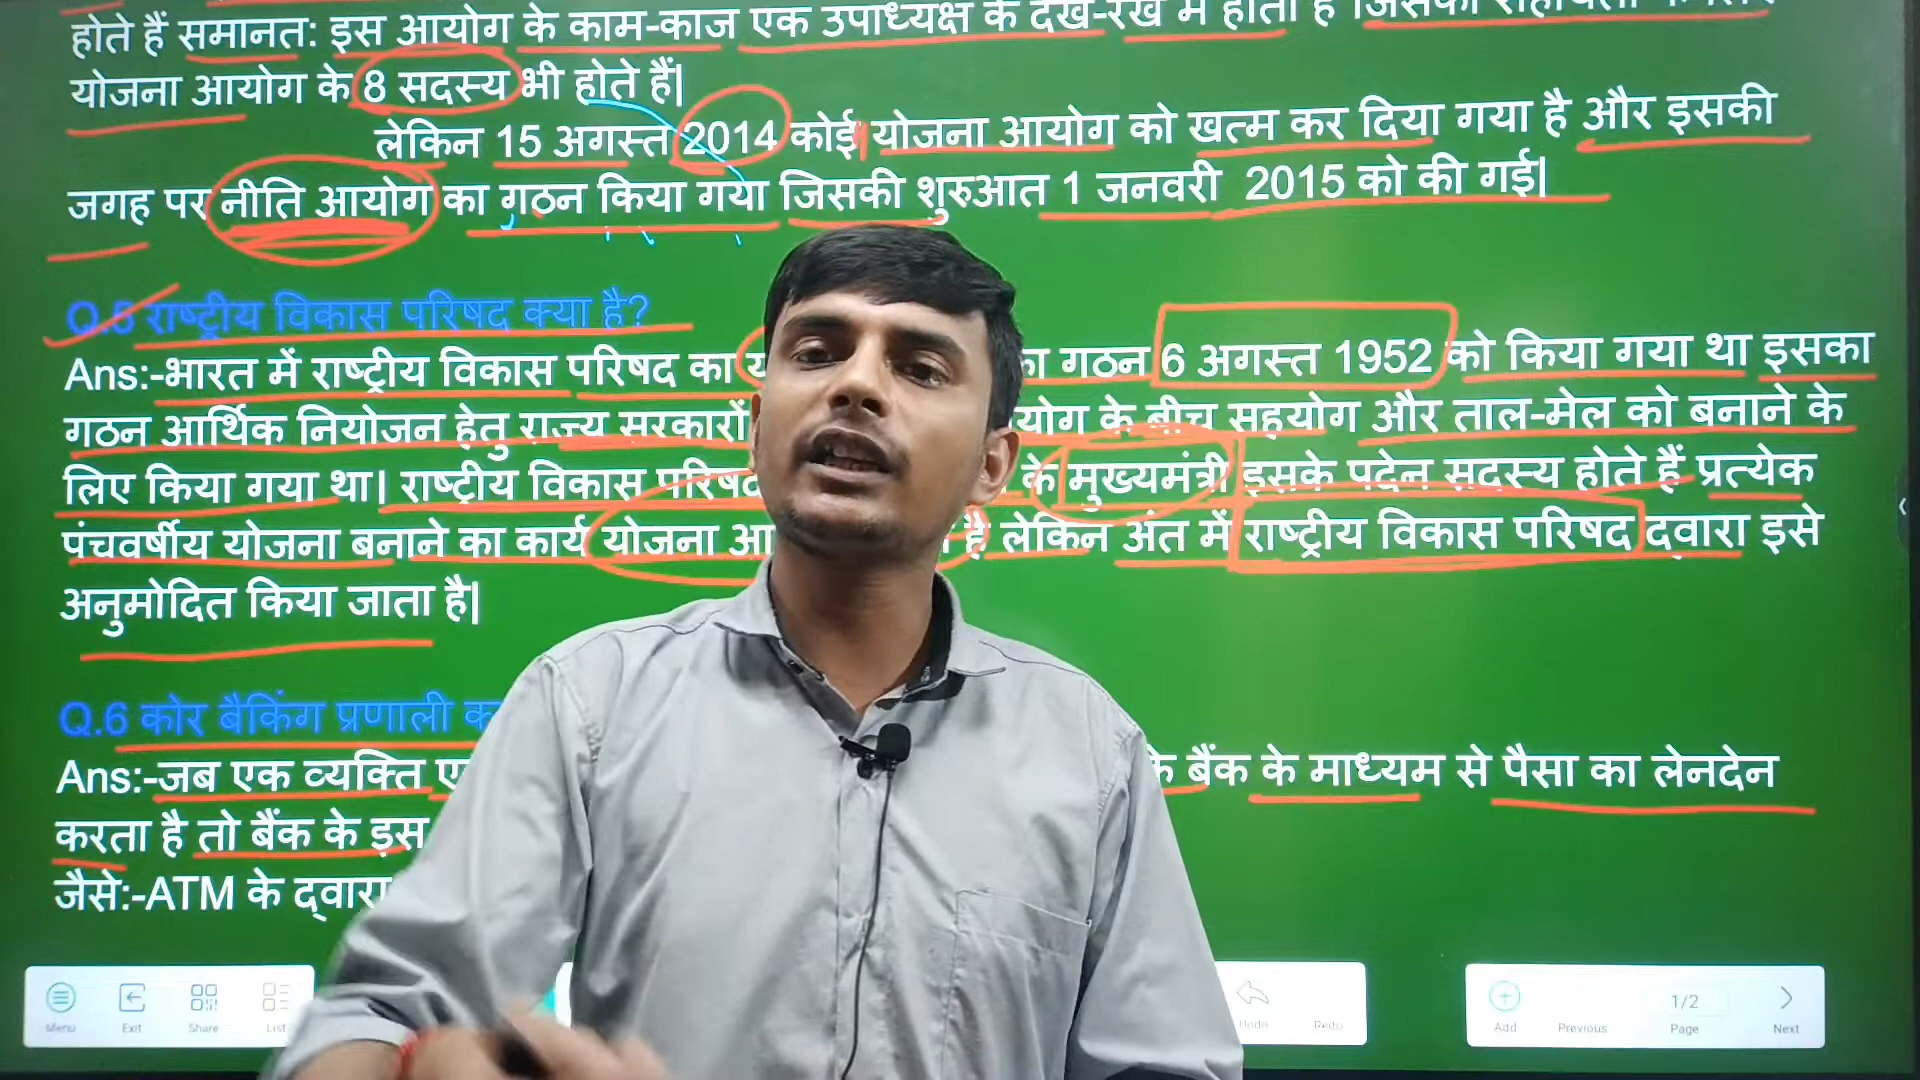 होते हैं समानत: इस आयोग के काम-काज एक उपाध्यक्ष के देख-रेख में होता है जिसकी सहायता के लिए
योजना आयोग के 8 सदस्य भी होते हैं|
लेकिन 15 अगस्त 2014 कोई योजना आयोग को खत्म कर दिया गया है और इसकी
जगह पर नीति आयोग का गठन किया गया जिसकी शुरुआत 1 जनवरी 2015 को की गई|
Q.5 राष्ट्रीय विकास परिषद क्या है?
Ans:-भारत में राष्ट्रीय विकास परिषद का गठन 6 अगस्त 1952 को किया गया था इसका
गठन आर्थिक नियोजन हेतु राज्य सरकारों के बीच सहयोग और ताल-मेल को बनाने के
लिए किया गया था| राष्ट्रीय विकास परिषद के मुख्यमंत्री इसके पदेन सदस्य होते हैं प्रत्येक
पंचवर्षीय योजना बनाने का कार्य योजना है लेकिन अंत में राष्ट्रीय विकास परिषद द्वारा इसे
अनुमोदित किया जाता है|
Q.6 कोर बैकिंग प्रणाली
Ans:-जब एक व्यक्ति के बैंक के माध्यम से पैसा का लेनदेन
करता है तो बैंक के इस
जैसे:-ATM के द्वारा
Menu Exit Share List Undo Redo Add Previous 1/2 Page Next